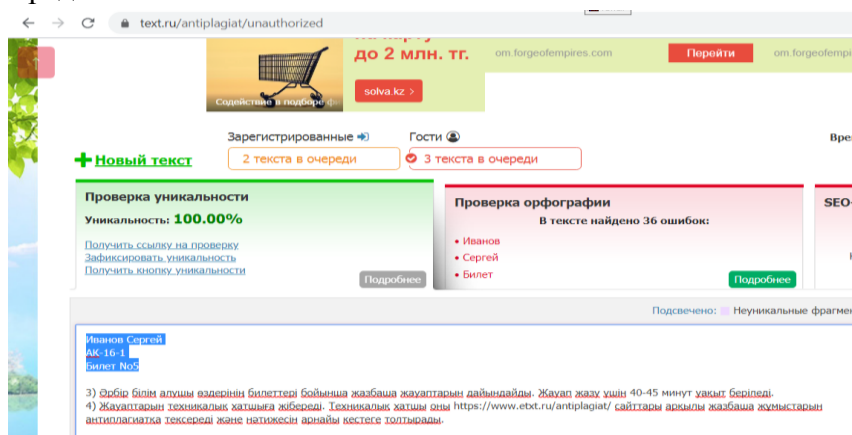 text.ru/antiplagiat/unauthorized
до 2 млн. тг.
solva.kz >
Содействие в подборе
om.forgeofempires.com
Перейти
Зарегистрированные
Гости
Новый текст
2 текста в очереди
3 текста в очереди
Проверка уникальности
Уникальность: 100.00%
Получить ссылку на проверку
Зафиксировать уникальность
Получить кнопку уникальности
Подробнее
Проверка орфографии
В тексте найдено 36 ошибок:
• Иванов
• Сергей
• Билет
Подробнее
SEO-
Подсвечено: Неуникальные
Иванов Сергей
АК-16-1
Билет No5
3) Әрбір білім алушы өздерінің билеттері бойынша жазбаша жауаптарын дайындайды. Жауап жазу үшін 40-45 минут уақыт беріледі.
4) Жауаптарын техникалық хатшыға жібереді. Техникалық хатшы оны https://www.etxt.ru/antiplagiat/ сайттары арқылы жазбаша жұмыстарын
антиплагиатқа тексереді және нәтижесін арнайы кестеге толтырады.